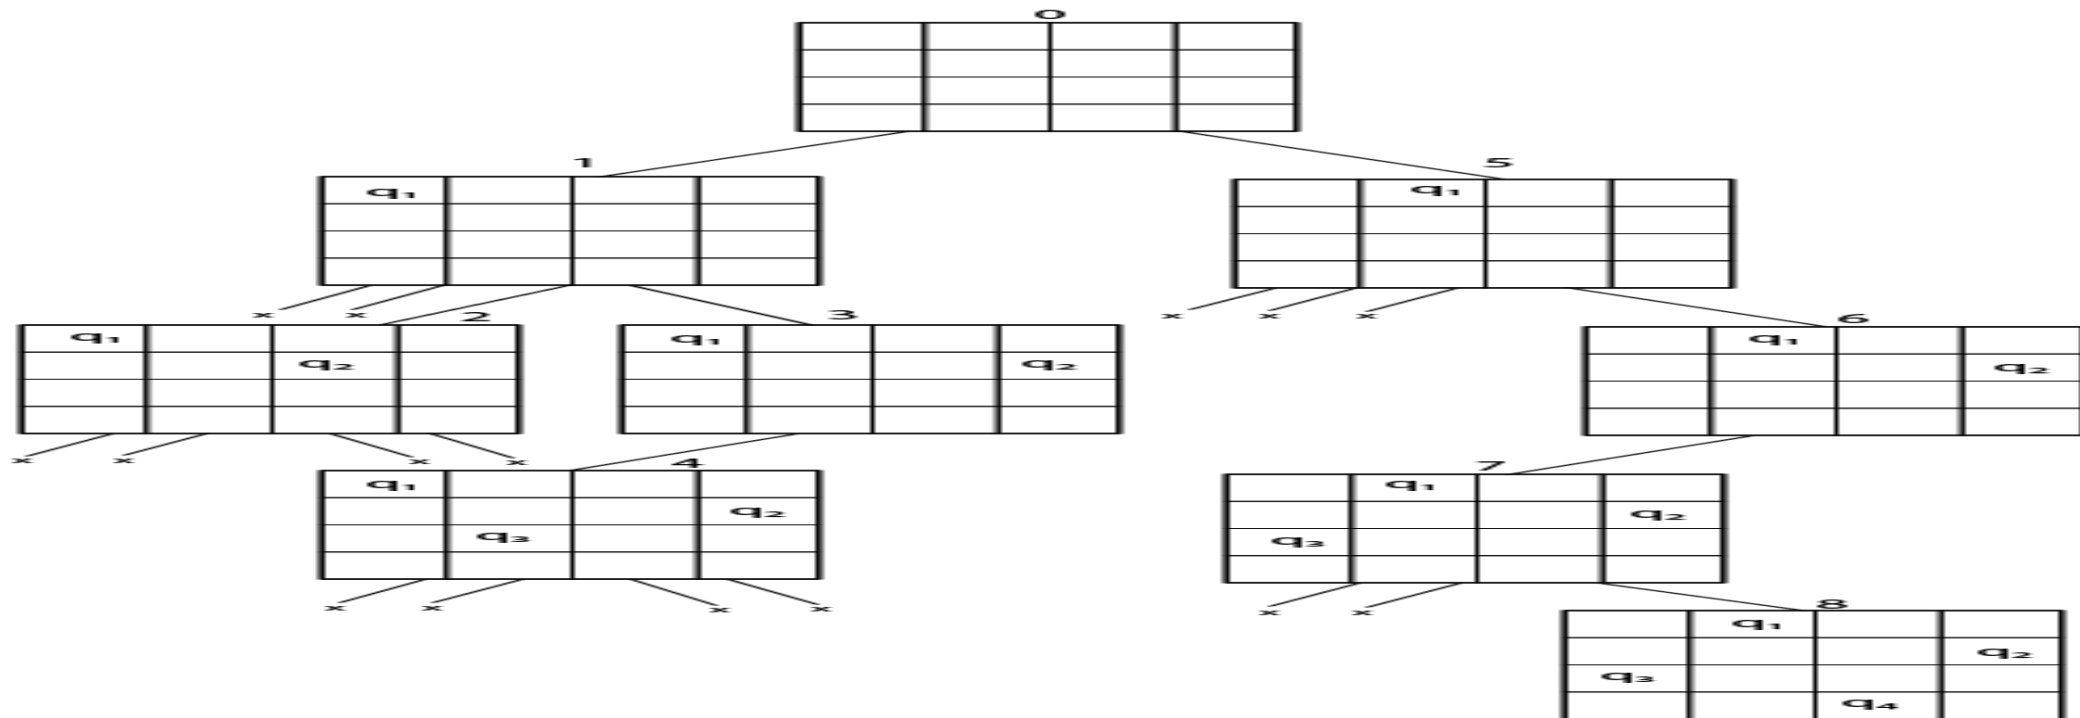 0
1
5
q₁
q₁
× ×
2
3
× × ×
6
q₁
q₁
q₁
q₂
q₂
q₂
× × × ×
4
7
q₁
q₁
q₂
q₂
q₃
q₃
× × × ×
× ×
8
q₁
q₂
q₃
q₄